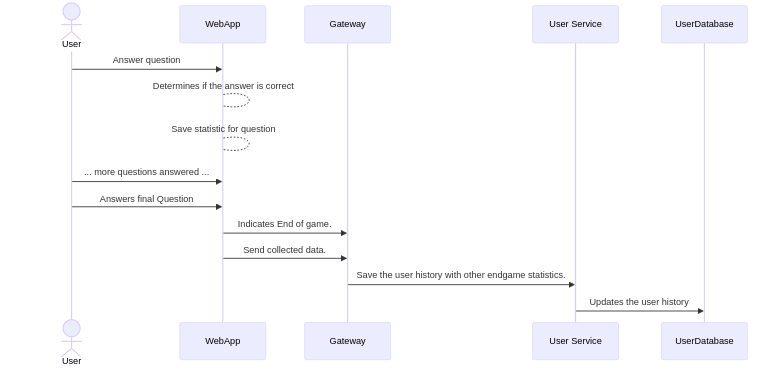 User
WebApp
Gateway
User Service
UserDatabase
Answer question
Determines if the answer is correct
Save statistic for question
... more questions answered ...
Answers final Question
Indicates End of game.
Send collected data.
Save the user history with other endgame statistics.
Updates the user history
User
WebApp
Gateway
User Service
UserDatabase